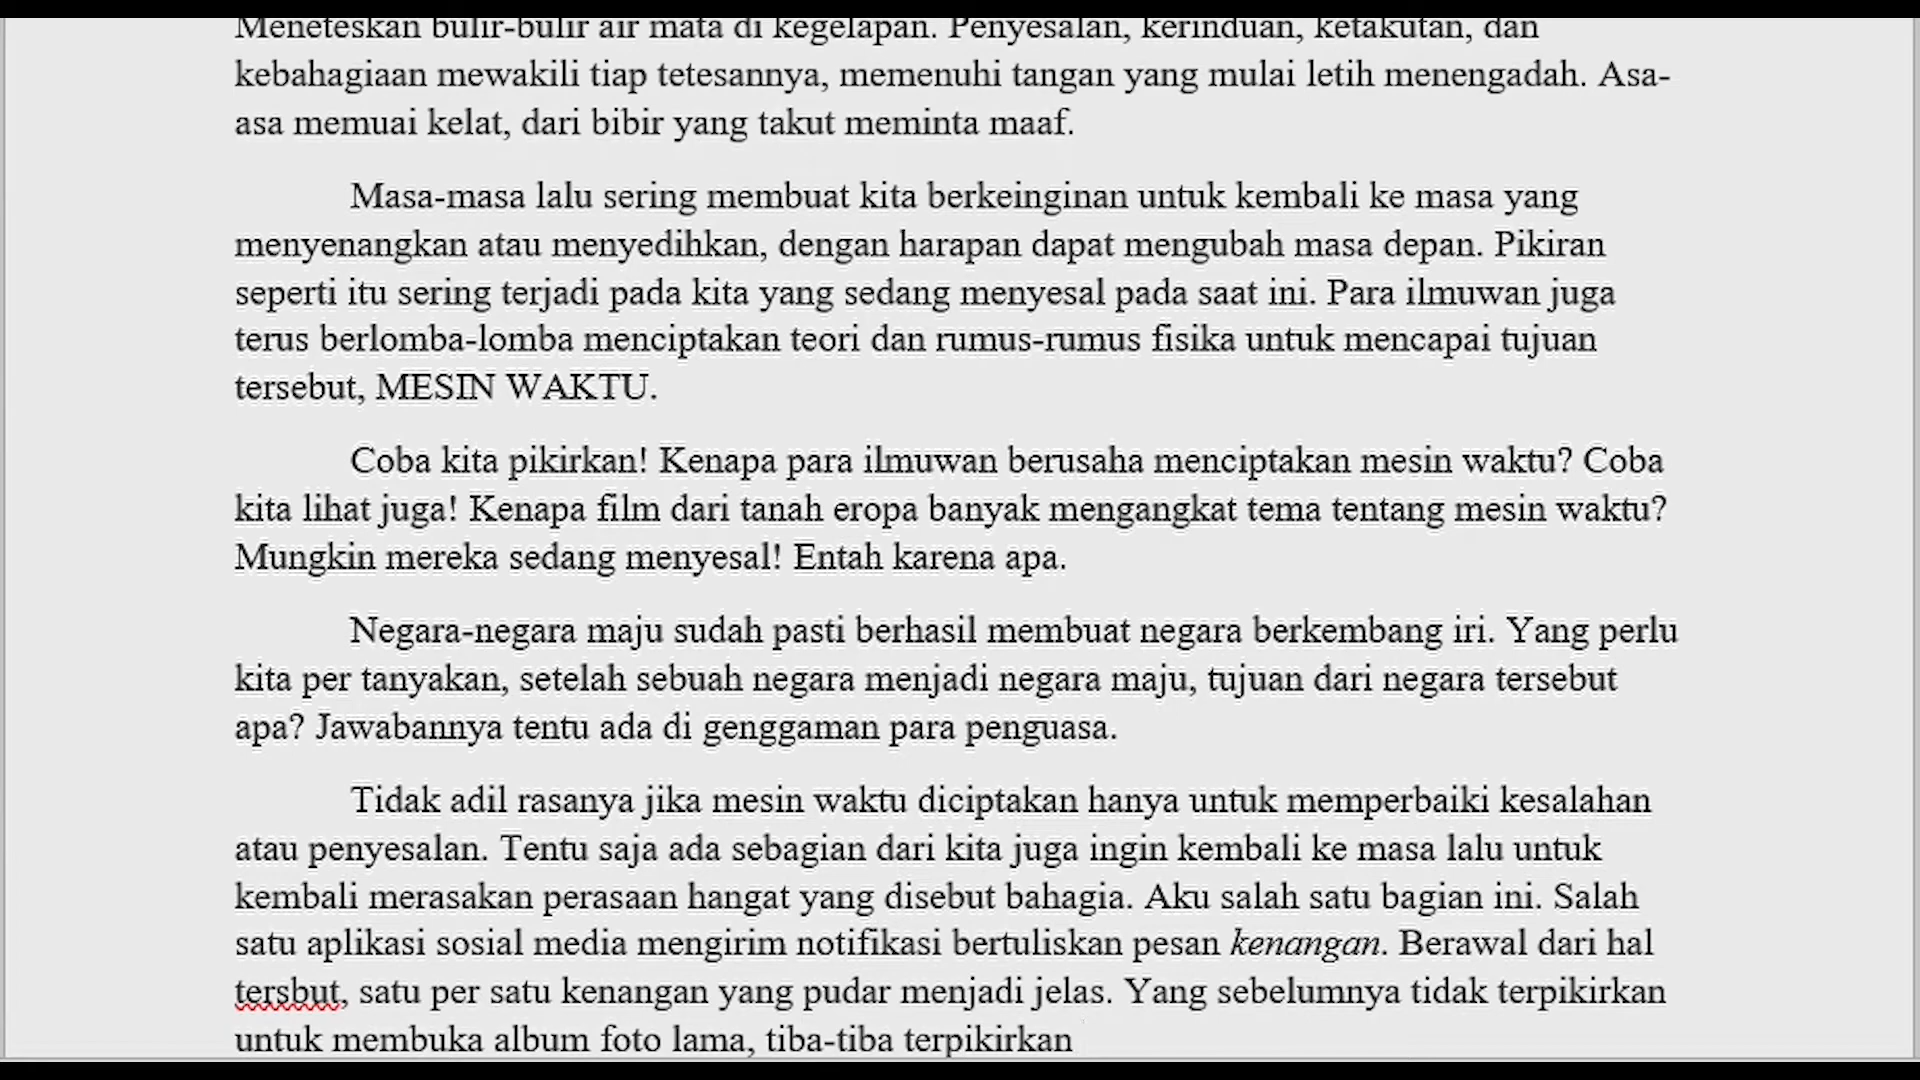 Meneteskan bulir-bulir air mata di kegelapan. Penyesalan, kerinduan, ketakutan, dan
kebahagiaan mewakili tiap tetesannya, memenuhi tangan yang mulai letih menengadah. Asa-
asa memuai kelat, dari bibir yang takut meminta maaf.
Masa-masa lalu sering membuat kita berkeinginan untuk kembali ke masa yang
menyenangkan atau menyedihkan, dengan harapan dapat mengubah masa depan. Pikiran
seperti itu sering terjadi pada kita yang sedang menyesal pada saat ini. Para ilmuwan juga
terus berlomba-lomba menciptakan teori dan rumus-rumus fisika untuk mencapai tujuan
tersebut, MESIN WAKTU.
Coba kita pikirkan! Kenapa para ilmuwan berusaha menciptakan mesin waktu? Coba
kita lihat juga! Kenapa film dari tanah eropa banyak mengangkat tema tentang mesin waktu?
Mungkin mereka sedang menyesal! Entah karena apa.
Negara-negara maju sudah pasti berhasil membuat negara berkembang iri. Yang perlu
kita per tanyakan, setelah sebuah negara menjadi negara maju, tujuan dari negara tersebut
apa? Jawabannya tentu ada di genggaman para penguasa.
Tidak adil rasanya jika mesin waktu diciptakan hanya untuk memperbaiki kesalahan
atau penyesalan. Tentu saja ada sebagian dari kita juga ingin kembali ke masa lalu untuk
kembali merasakan perasaan hangat yang disebut bahagia. Aku salah satu bagian ini. Salah
satu aplikasi sosial media mengirim notifikasi bertuliskan pesan kenangan. Berawal dari hal
tersbut, satu per satu kenangan yang pudar menjadi jelas. Yang sebelumnya tidak terpikirkan
untuk membuka album foto lama, tiba-tiba terpikirkan